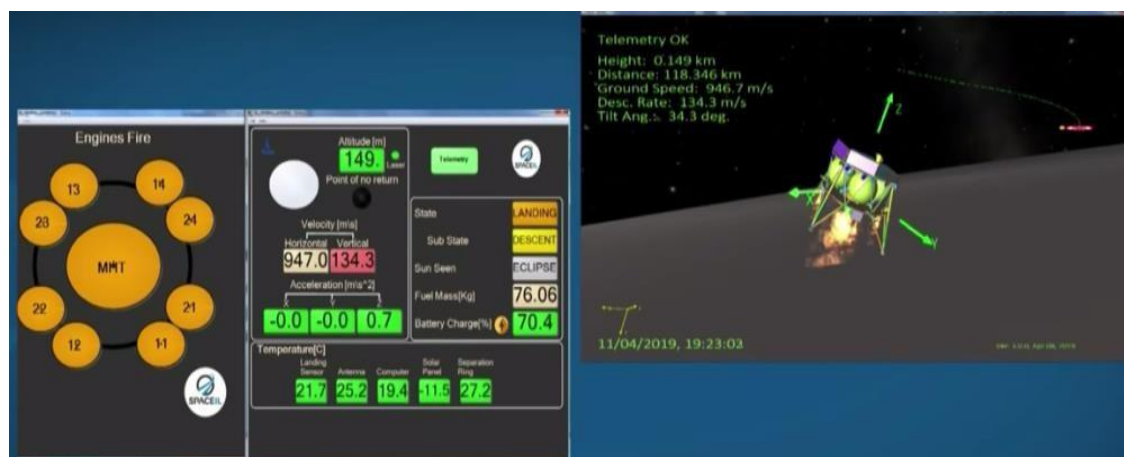 Engines Fire
13
14
23
24
MHT
22
21
12
11
SPACEIL
Altitude [m]
149.
Laser
Point of no return
Velocity [m\s]
Horizontal Vertical
947.0 134.3
Acceleration [m\s^2]
X Y Z
-0.0 -0.0 0.7
Telemetry
SPACEIL
State LANDING
Sub State DESCENT
Sun Seen ECLIPSE
Fuel Mass[Kg] 76.06
Battery Charge[%] 70.4
Temperature[C]
Landing Sensor Antenna Computer Solar Panel Separation Ring
21.7 25.2 19.4 -11.5 27.2
Telemetry OK
Height: 0.149 km
Distance: 118.346 km
Ground Speed: 946.7 m/s
Desc. Rate: 134.3 m/s
Tilt Ang.: 34.3 deg.
Z
X
Y
11/04/2019, 19:23:03